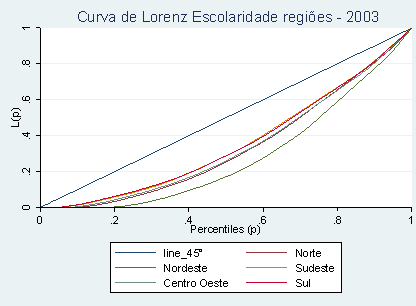 Curva de Lorenz Escolaridade regiões - 2003
L(p)
1
.8
.6
.4
.2
0
0 .2 .4 .6 .8 1
Percentiles (p)
line_45° Norte
Nordeste Sudeste
Centro Oeste Sul